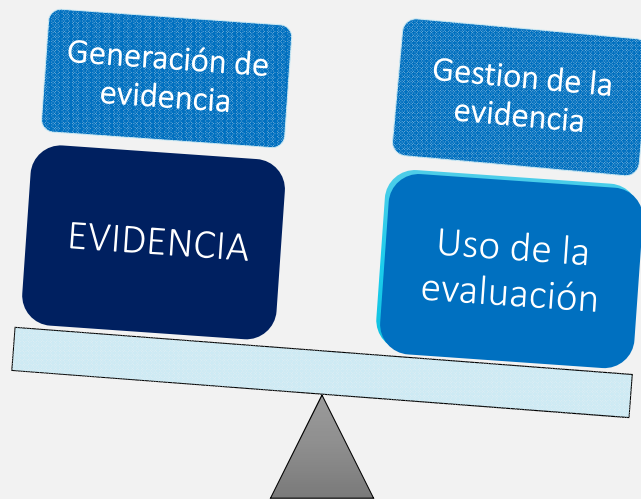 Generación de
evidencia
Gestion de la
evidencia
EVIDENCIA
Uso de la
evaluación